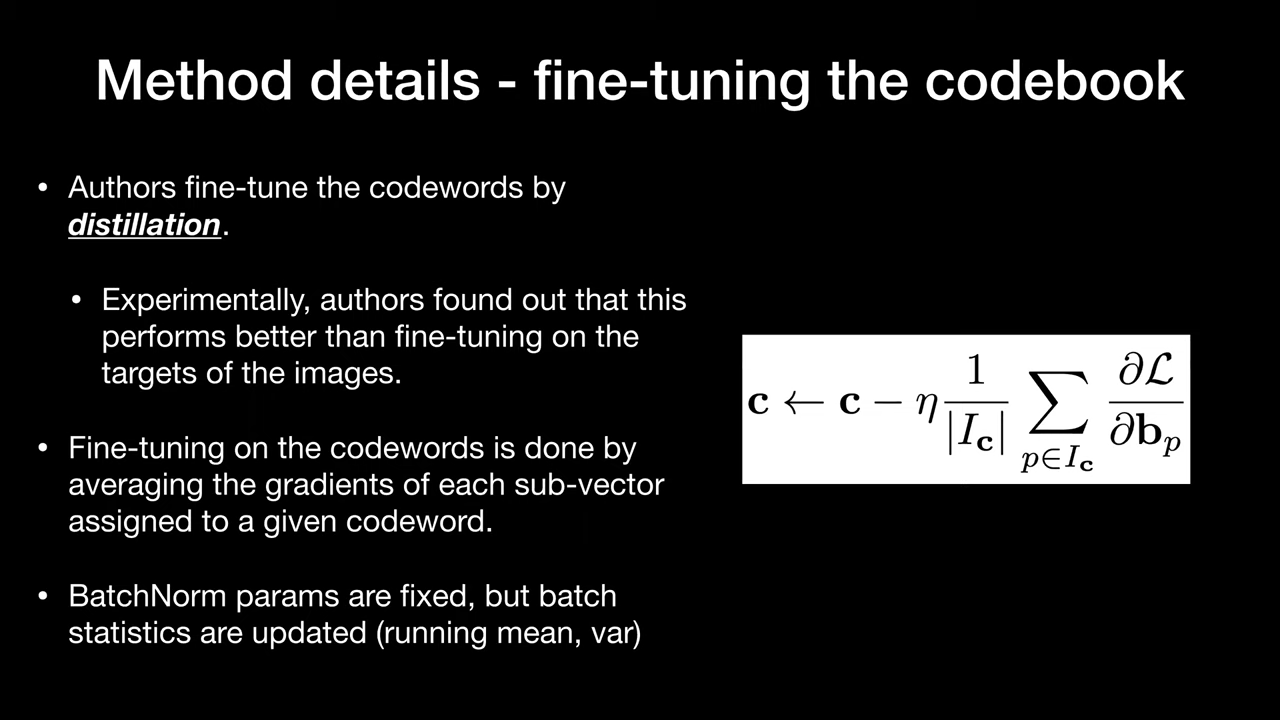 Method details - fine-tuning the codebook
• Authors fine-tune the codewords by
distillation.
• Experimentally, authors found out that this
performs better than fine-tuning on the
targets of the images.
• Fine-tuning on the codewords is done by
averaging the gradients of each sub-vector
assigned to a given codeword.
• BatchNorm params are fixed, but batch
statistics are updated (running mean, var)
c ← c − η \frac{1}{|I_c|} \sum_{p∈I_c} \frac{∂ℒ}{∂b_p}